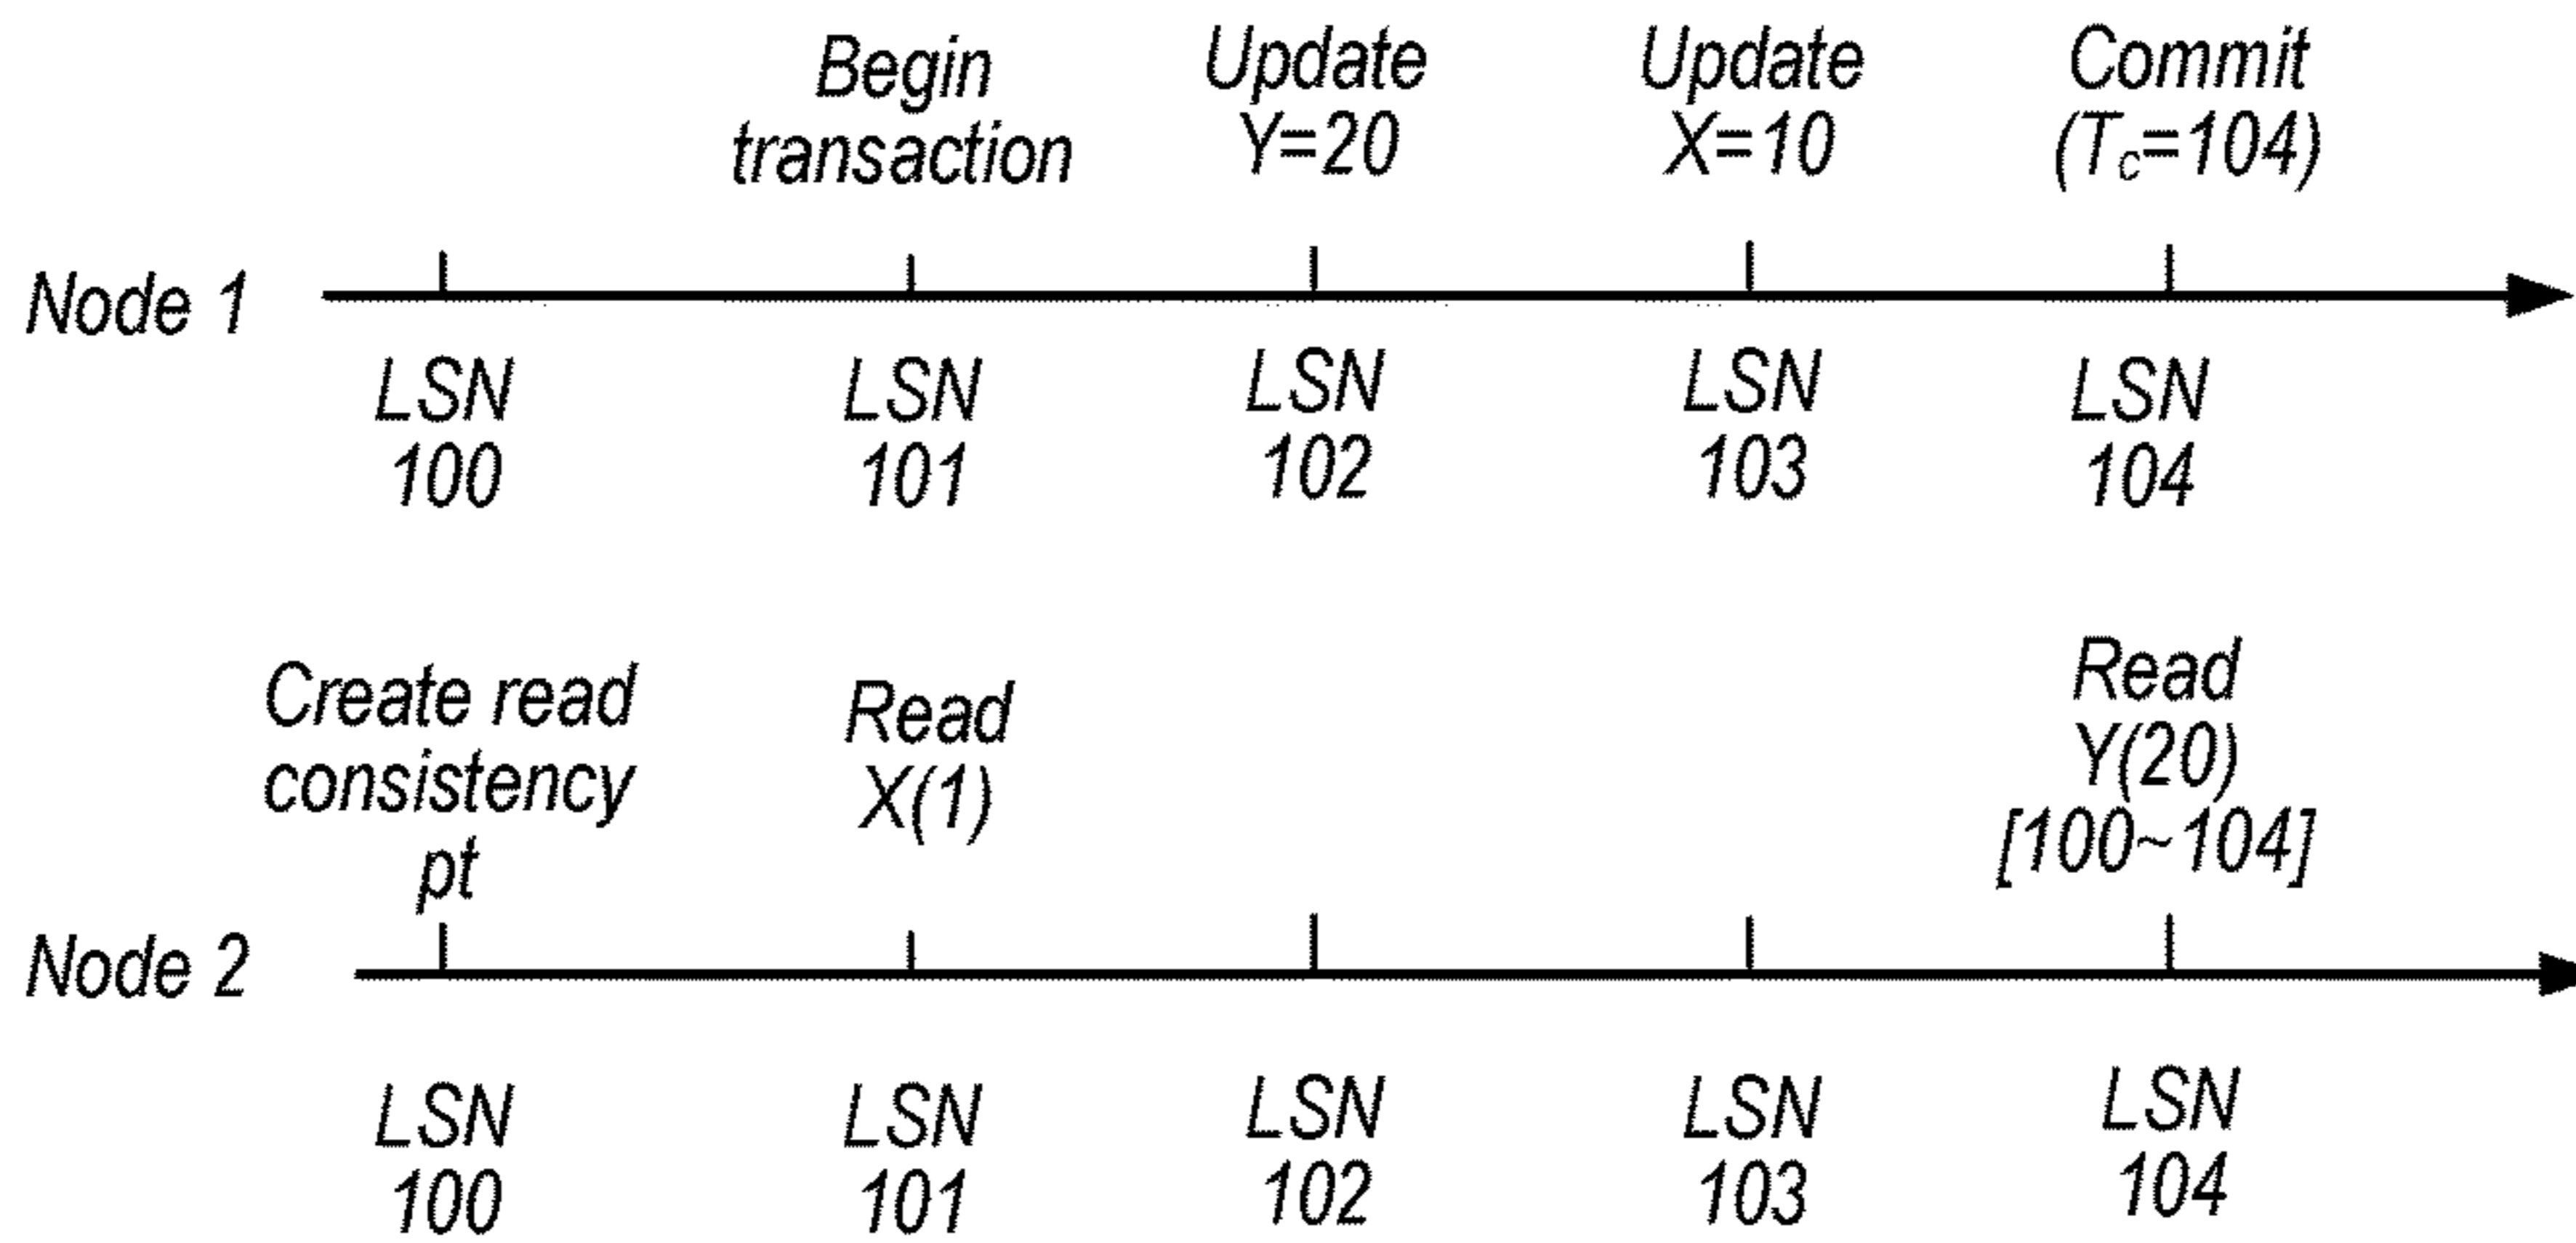 Begin
transaction
Update
Y=20
Update
X=10
Commit
(Tc=104)
Node 1
LSN
100
LSN
101
LSN
102
LSN
103
LSN
104
Create read
consistency
pt
Read
X(1)
Read
Y(20)
[100~104]
Node 2
LSN
100
LSN
101
LSN
102
LSN
103
LSN
104